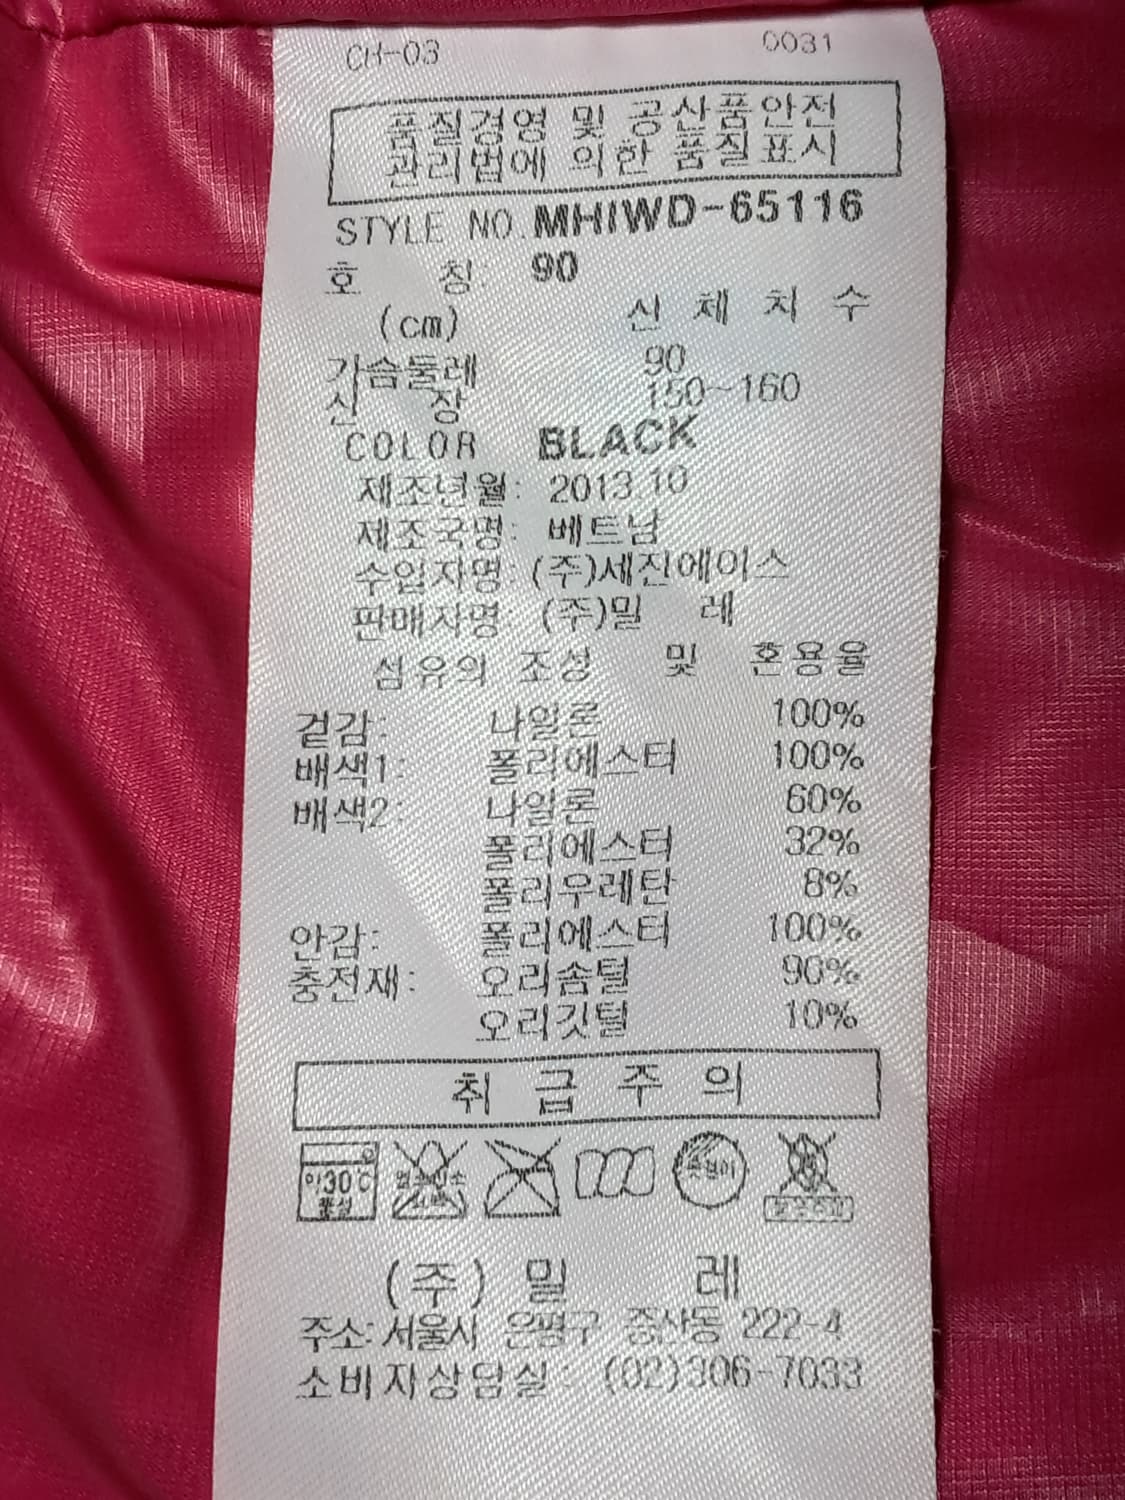 CH-03 0031
품질경영 및 공산품안전
관리법에 의한 품질표시
STYLE NO. MHIWD-65116
호 칭: 90
(cm) 신 체 치 수
가슴둘레 90
신 장 150~160
COLOR BLACK
제조년월: 2013.10
제조국명: 베트남
수입자명: (주)세진에이스
판매자명: (주)밀 레
섬유의 조성 및 혼용율
겉감: 나일론 100%
배색1: 폴리에스터 100%
배색2: 나일론 60%
폴리에스터 32%
폴리우레탄 8%
안감: 폴리에스터 100%
충전재: 오리솜털 90%
오리깃털 10%
취 급 주 의
약30℃
중성
옷걸이
(주) 밀 레
주소: 서울시 은평구 증산동 222-4
소비자상담실: (02)306-7033